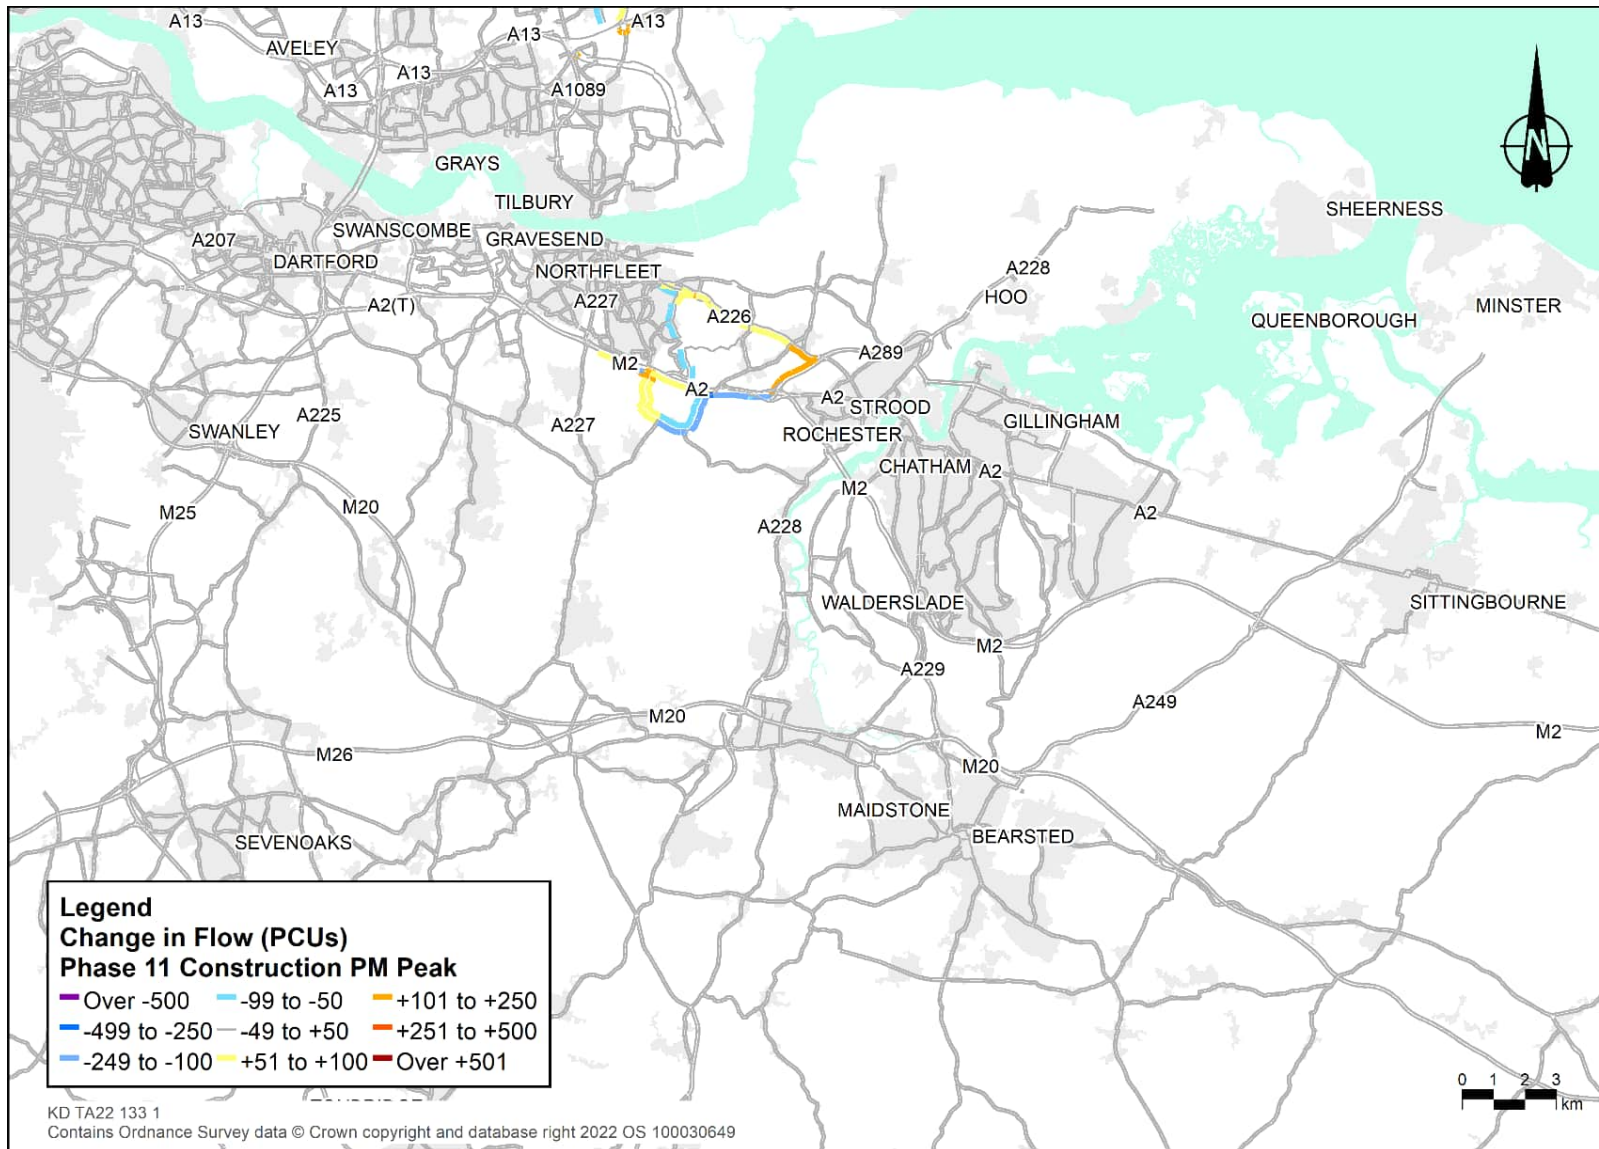 A13
A13
A13
AVELEY
A13
A13
A1089
N
GRAYS
TILBURY
SHEERNESS
SWANSCOMBE
A207
GRAVESEND
DARTFORD
NORTHFLEET
A228
HOO
A227
A2(T)
MINSTER
A226
QUEENBOROUGH
A289
M2
A2
A2
STROOD
A225
A227
GILLINGHAM
SWANLEY
ROCHESTER
CHATHAM
A2
M2
M20
M25
A2
A228
WALDERSLADE
SITTINGBOURNE
M2
A229
A249
M20
M2
M26
M20
MAIDSTONE
BEARSTED
SEVENOAKS
Legend
Change in Flow (PCUs)
Phase 11 Construction PM Peak
Over -500 -99 to -50 +101 to +250
-499 to -250 -49 to +50 +251 to +500
-249 to -100 +51 to +100 Over +501
0 1 2 3
km
KD TA22 133 1
Contains Ordnance Survey data © Crown copyright and database right 2022 OS 100030649